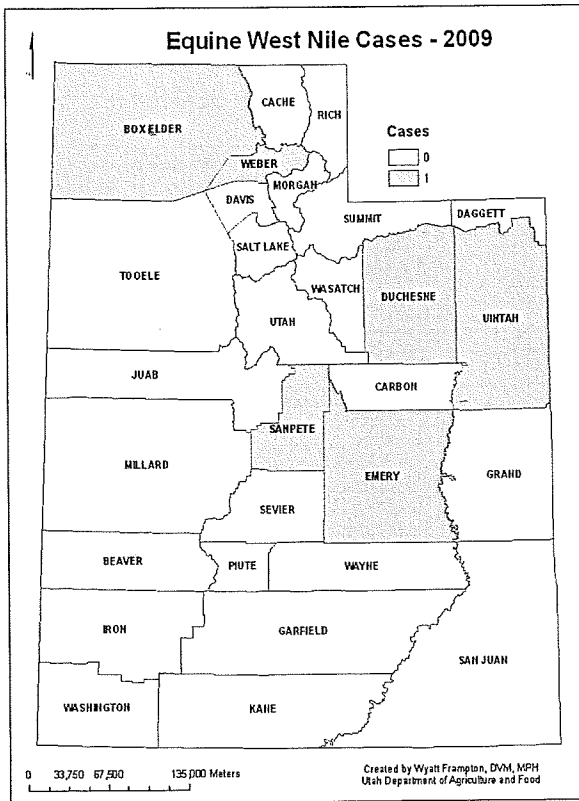 Equine West Nile Cases - 2009
CACHE
RICH
BOX ELDER
Cases
0
1
WEBER
MORGAN
DAVIS
SUMMIT
DAGGETT
SALT LAKE
TOOELE
WASATCH
DUCHESNE
UINTAH
UTAH
JUAB
CARBON
SANPETE
MILLARD
EMERY
GRAND
SEVIER
BEAVER
PIUTE
WAYNE
IRON
GARFIELD
SAN JUAN
WASHINGTON
KANE
0 33,750 67,500 135,000 Meters
Created by Wyatt Frampton, DVM, MPH
Utah Department of Agriculture and Food